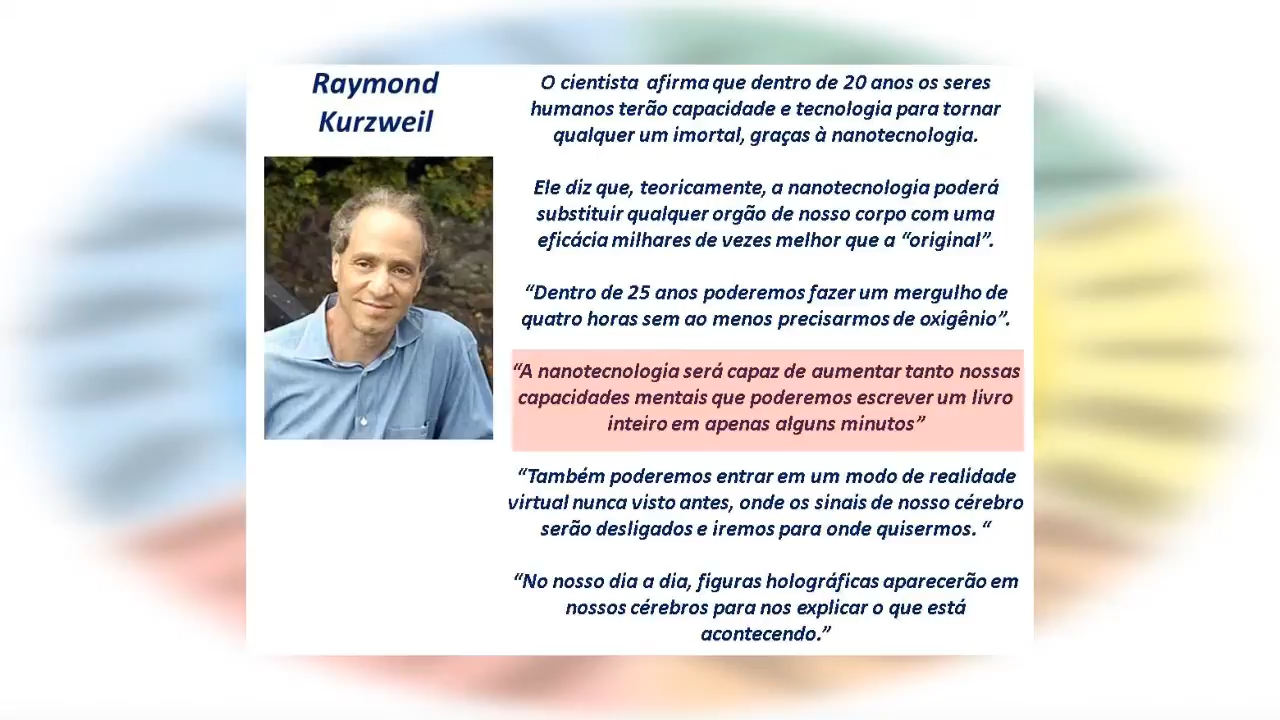 Raymond
Kurzweil
O cientista afirma que dentro de 20 anos os seres
humanos terão capacidade e tecnologia para tornar
qualquer um imortal, graças à nanotecnologia.
Ele diz que, teoricamente, a nanotecnologia poderá
substituir qualquer orgão de nosso corpo com uma
eficácia milhares de vezes melhor que a “original”.
“Dentro de 25 anos poderemos fazer um mergulho de
quatro horas sem ao menos precisarmos de oxigênio”.
“A nanotecnologia será capaz de aumentar tanto nossas
capacidades mentais que poderemos escrever um livro
inteiro em apenas alguns minutos”
“Também poderemos entrar em um modo de realidade
virtual nunca visto antes, onde os sinais de nosso cérebro
serão desligados e iremos para onde quisermos. “
“No nosso dia a dia, figuras holográficas aparecerão em
nossos cérebros para nos explicar o que está
acontecendo.”